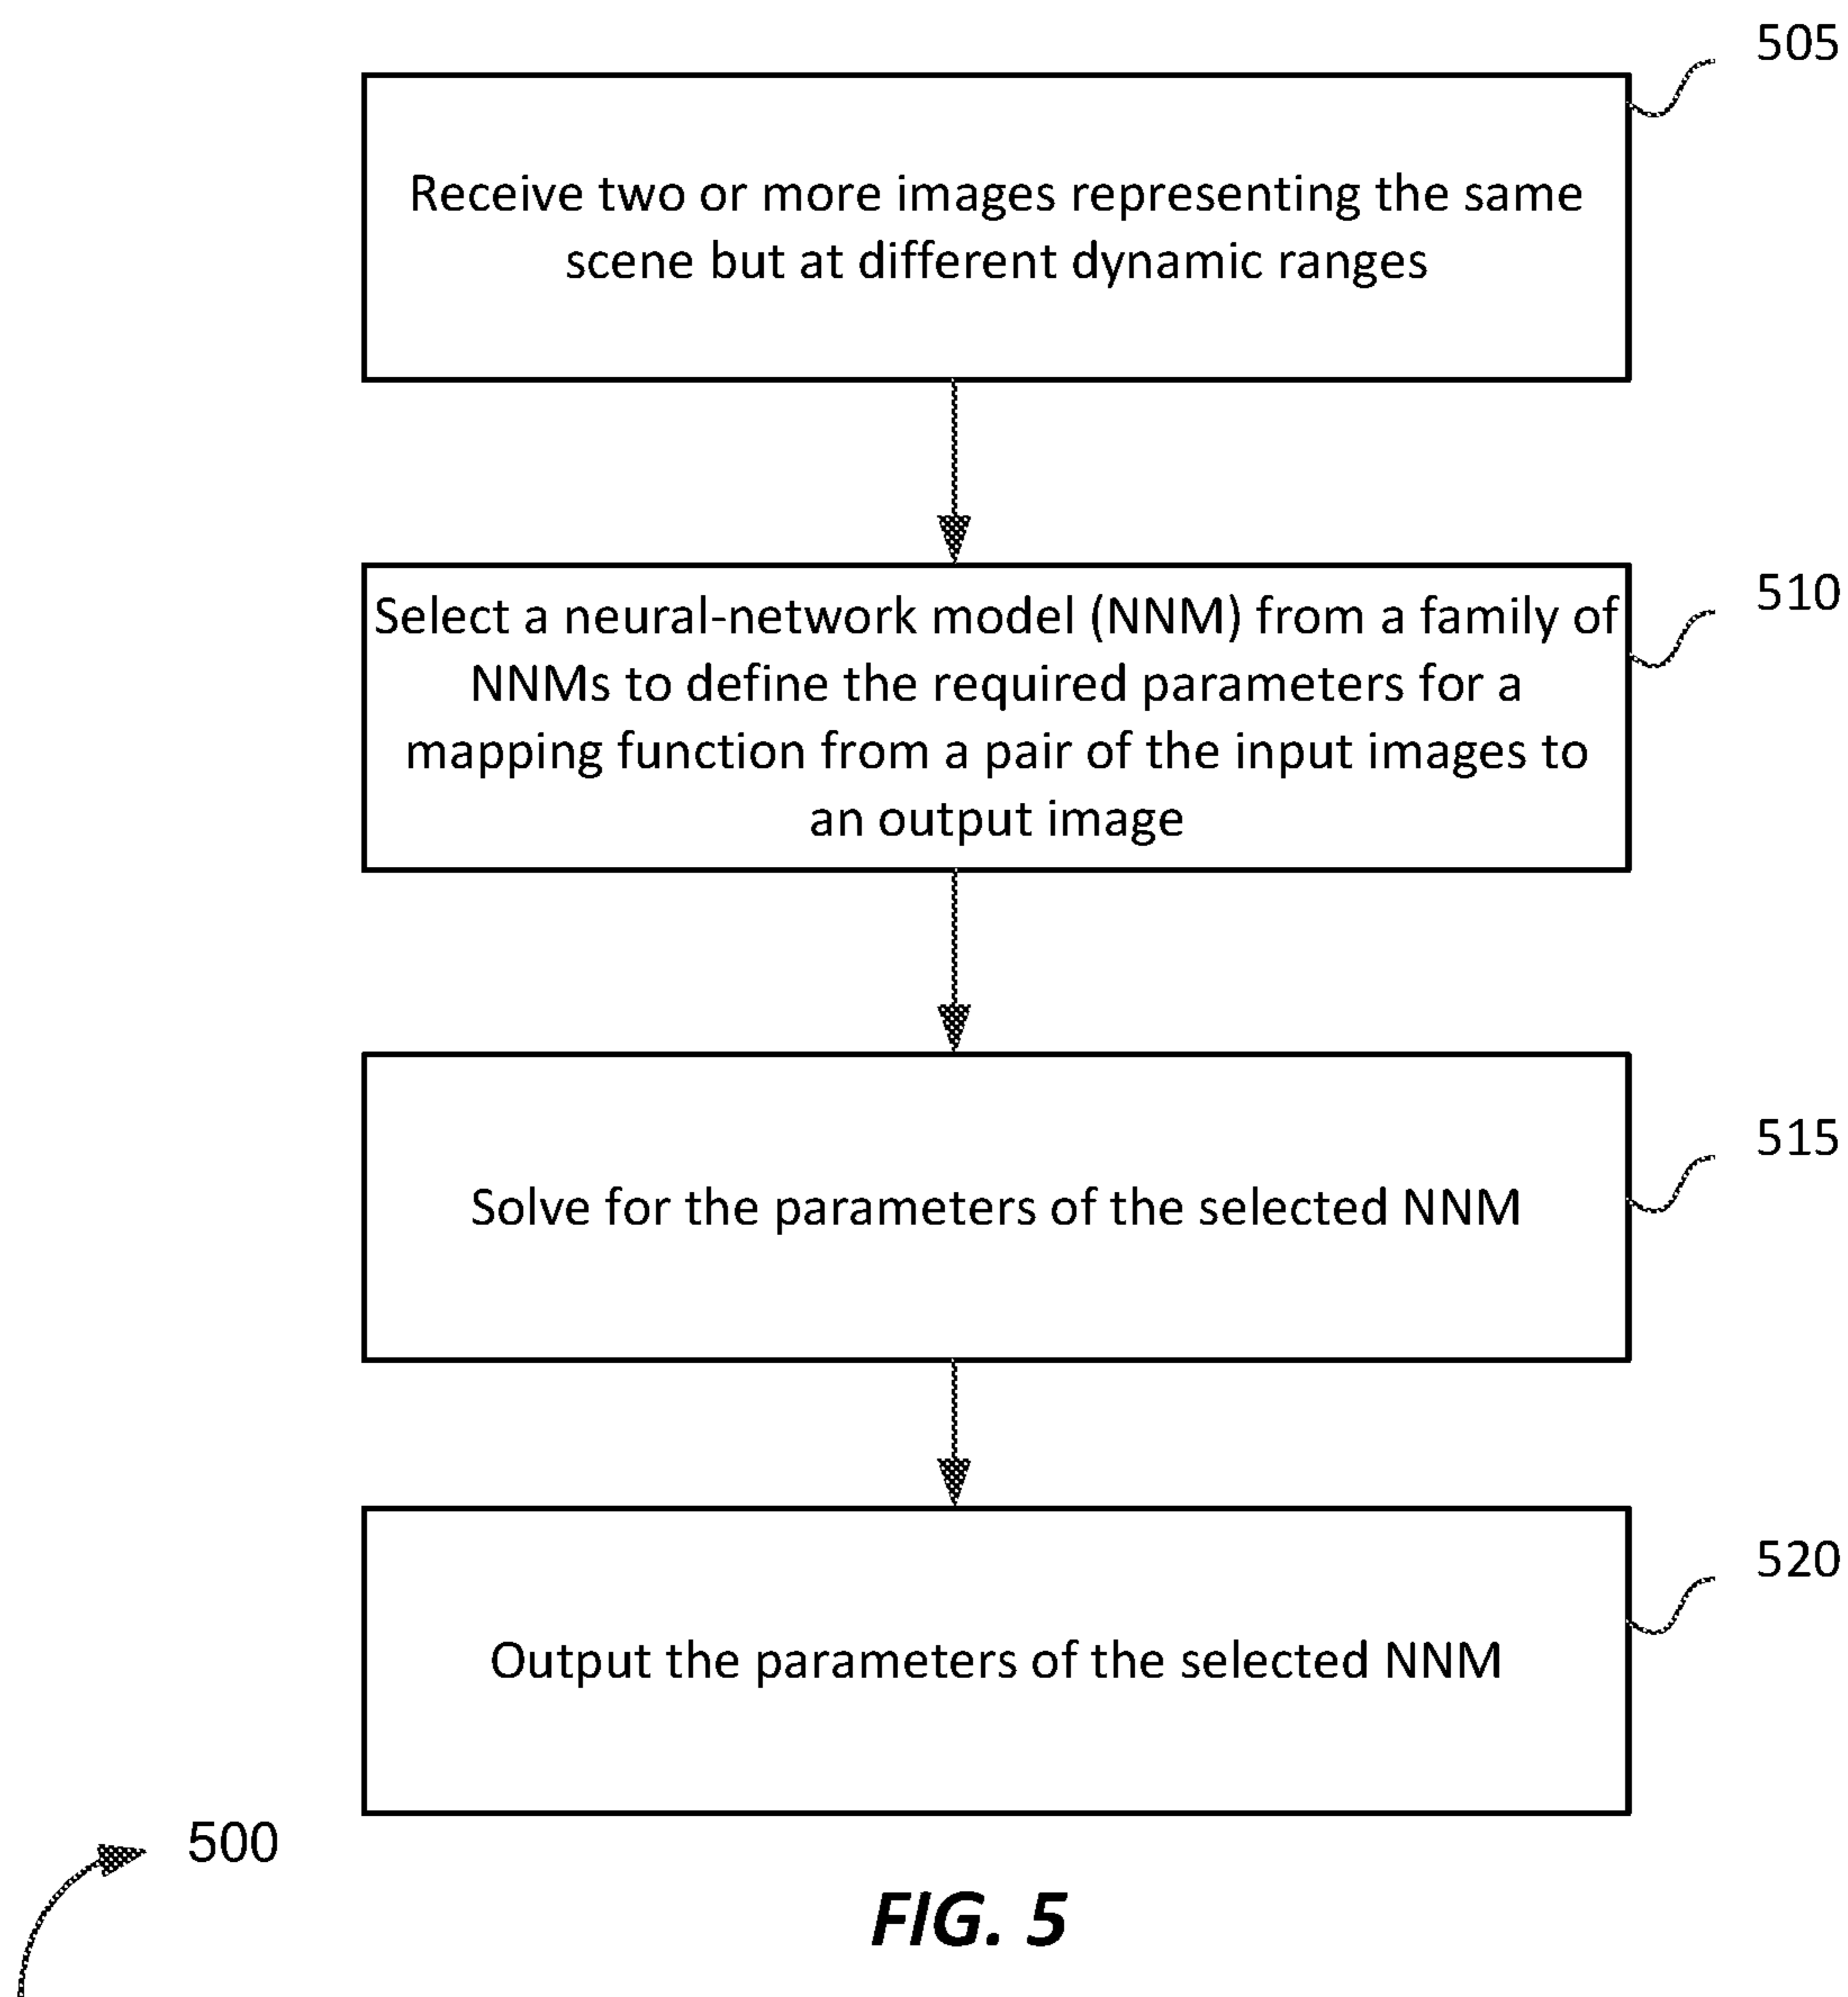 505
Receive two or more images representing the same
scene but at different dynamic ranges
510
Select a neural-network model (NNM) from a family of
NNMs to define the required parameters for a
mapping function from a pair of the input images to
an output image
515
Solve for the parameters of the selected NNM
520
Output the parameters of the selected NNM
500
FIG. 5